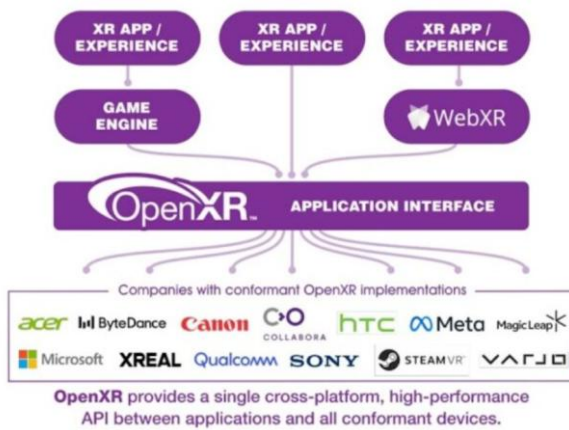 XR APP / EXPERIENCE
XR APP / EXPERIENCE
XR APP / EXPERIENCE
GAME ENGINE
WebXR
OpenXR™ APPLICATION INTERFACE
Companies with conformant OpenXR implementations
acer ByteDance Canon COLLABORA hTC Meta Magic Leap
Microsoft XREAL Qualcomm SONY STEAMVR VARJO
OpenXR provides a single cross-platform, high-performance
API between applications and all conformant devices.